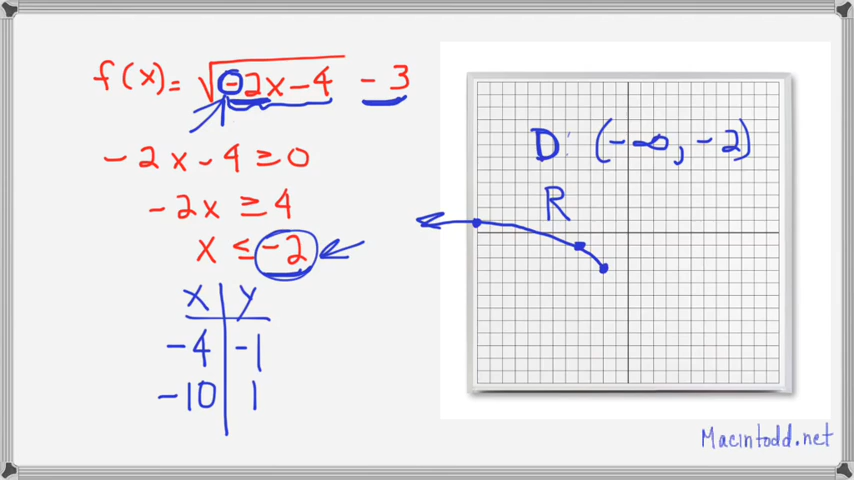 f(x) = √(-2x-4) - 3
-2x-4 ≥ 0
-2x ≥ 4
x ≤ -2
x | y
-4 | -1
-10 | 1
D: (-∞, -2)
R
Macintodd.net